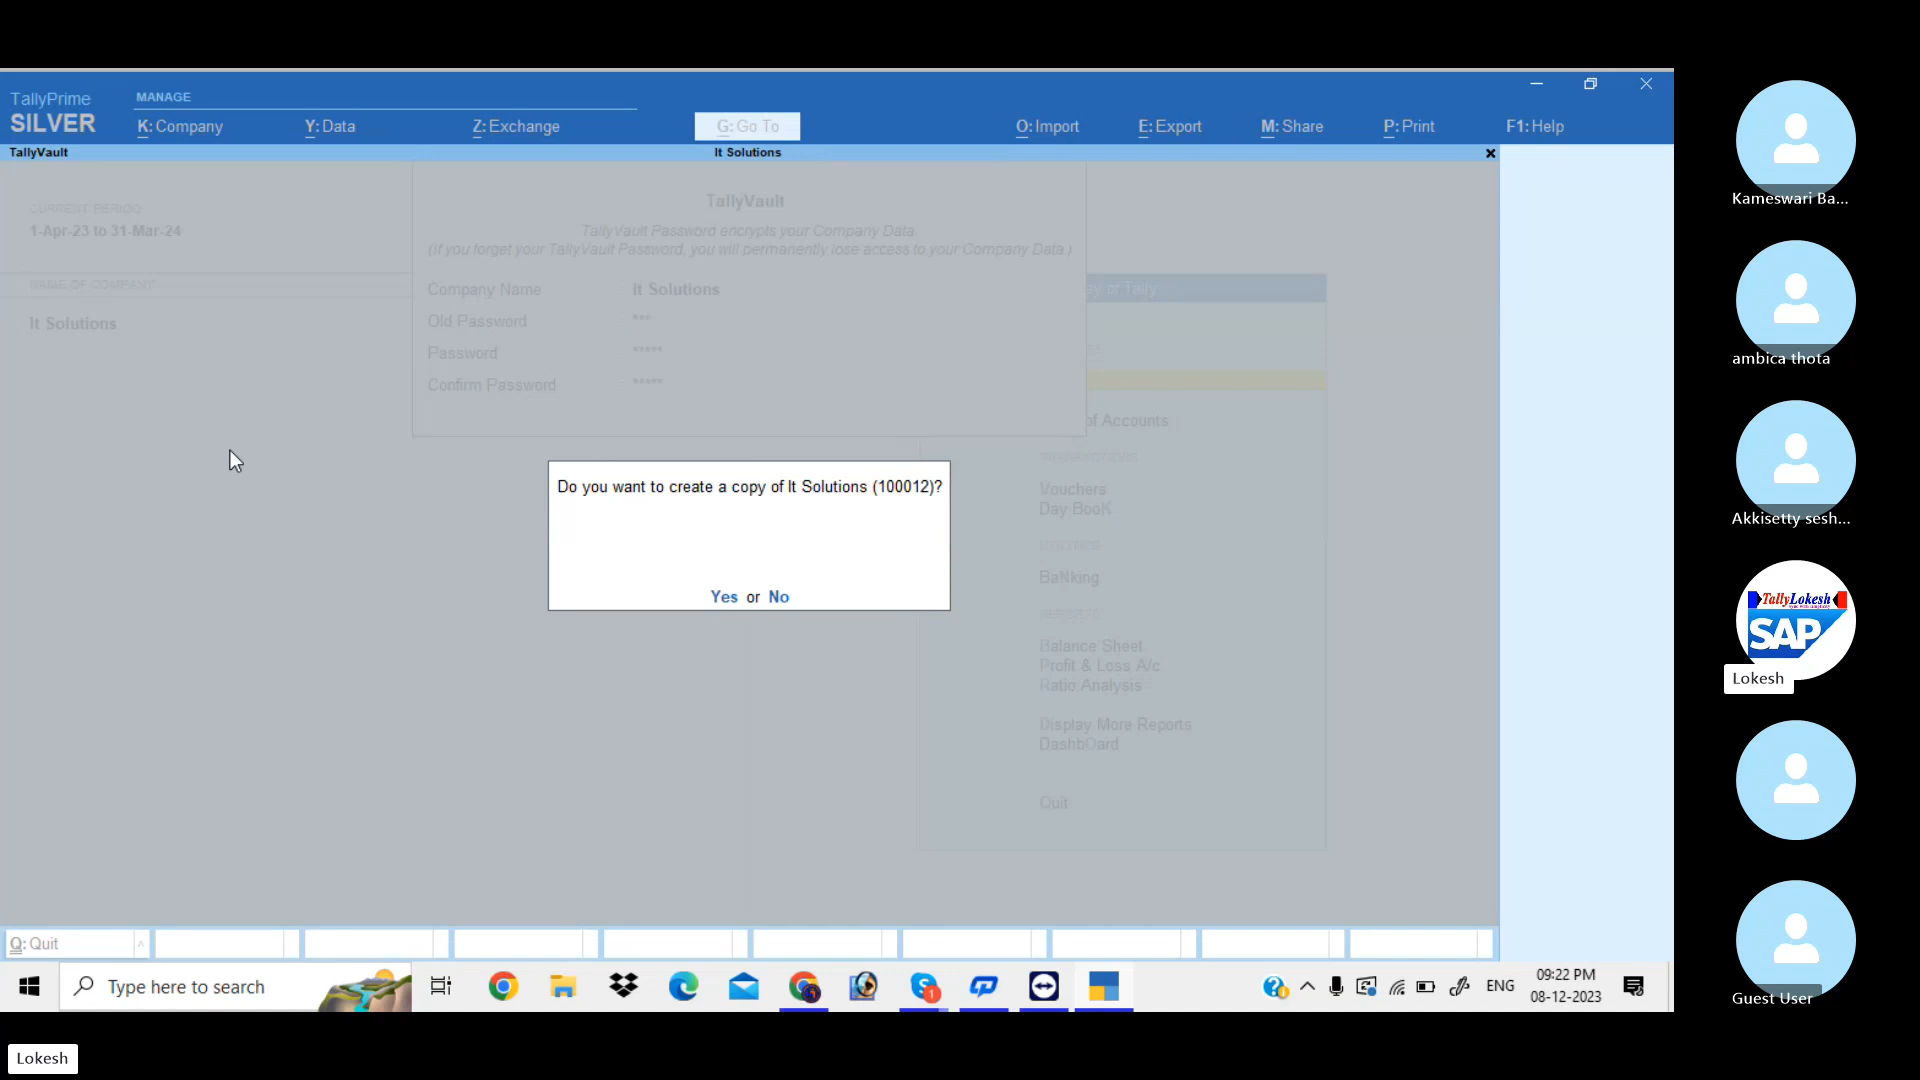 TallyPrime
SILVER
MANAGE
K: Company
Y: Data
Z: Exchange
G: Go To
O: Import
E: Export
M: Share
P: Print
F1: Help
TallyVault
It Solutions
CURRENT PERIOD
1-Apr-23 to 31-Mar-24
NAME OF COMPANY
It Solutions
TallyVault
TallyVault Password encrypts your Company Data.
(If you forget your TallyVault Password, you will permanently lose access to your Company Data.)
Company Name It Solutions
Old Password ***
Password *****
Confirm Password *****
of Tally
of Accounts
TRANSACTIONS
Vouchers
Day BooK
UTILITIES
BaNking
REPORTS
Balance Sheet
Profit & Loss A/c
Ratio Analysis
Display More Reports
DashbOard
Quit
Do you want to create a copy of It Solutions (100012)?
Yes or No
Q: Quit
Type here to search
ENG
09:22 PM
08-12-2023
Kameswari Ba...
ambica thota
Akkisetty sesh...
TallyLokesh
SAP
Lokesh
Guest User
Lokesh